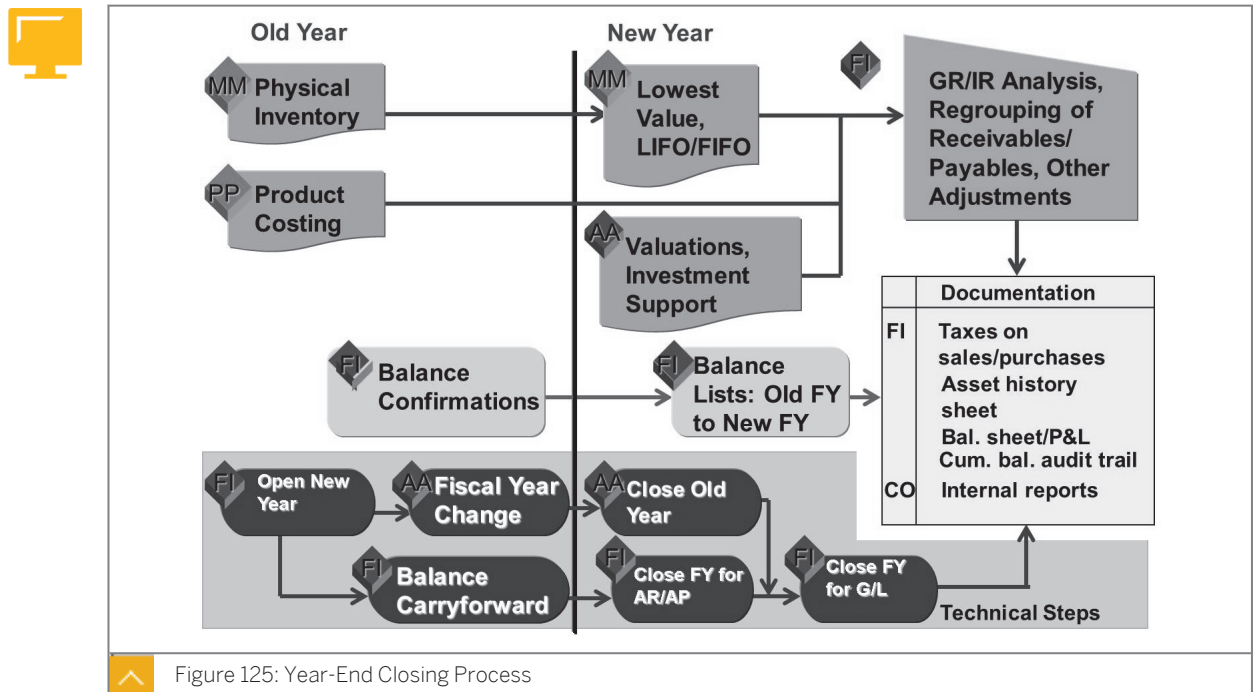 Old Year
New Year
MM
Physical
Inventory
MM
Lowest
Value,
LIFO/FIFO
FI
GR/IR Analysis,
Regrouping of
Receivables/
Payables, Other
Adjustments
PP
Product
Costing
AA
Valuations,
Investment
Support
Documentation
FI
Taxes on
sales/purchases
Asset history
sheet
Bal. sheet/P&L
Cum. bal. audit trail
CO
Internal reports
FI
Balance
Confirmations
FI
Balance
Lists: Old FY
to New FY
FI
Open New
Year
AA
Fiscal Year
Change
AA
Close Old
Year
FI
Balance
Carryforward
FI
Close FY for
AR/AP
FI
Close FY
for G/L
Technical Steps
Figure 125: Year-End Closing Process